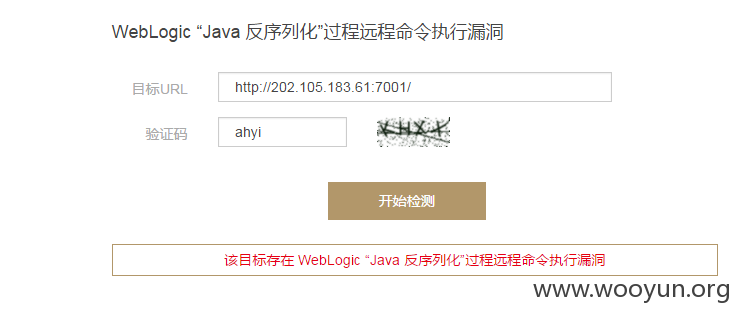 WebLogic “Java 反序列化”过程远程命令执行漏洞
目标URL http://202.105.183.61:7001/
验证码 ahyi
开始检测
该目标存在 WebLogic “Java 反序列化”过程远程命令执行漏洞
www.wooyun.org